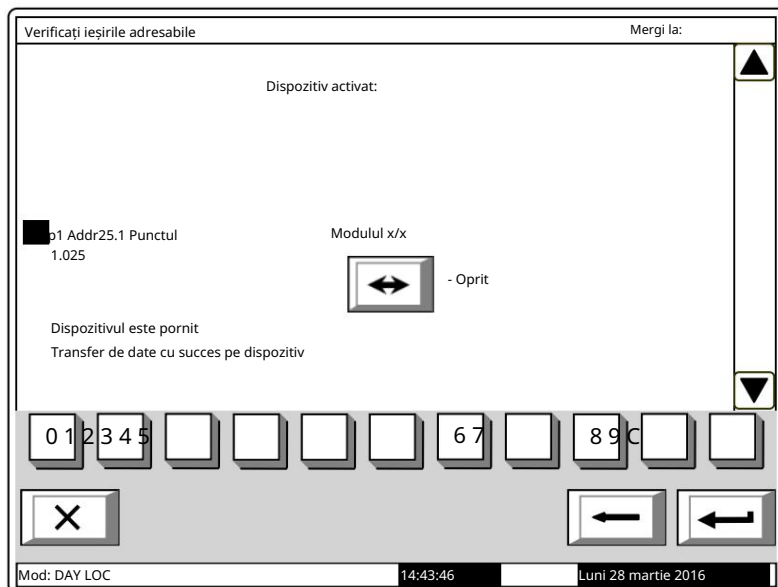 Verificați ieșirile adresabile
Mergi la:
Dispozitiv activat:
p1 Addr25.1 Punctul
1.025
Modulul x/x
- Oprit
Dispozitivul este pornit
Transfer de date cu succes pe dispozitiv
0 1 2 3 4 5 6 7 8 9 C
Mod: DAY LOC
14:43:46
Luni 28 martie 2016